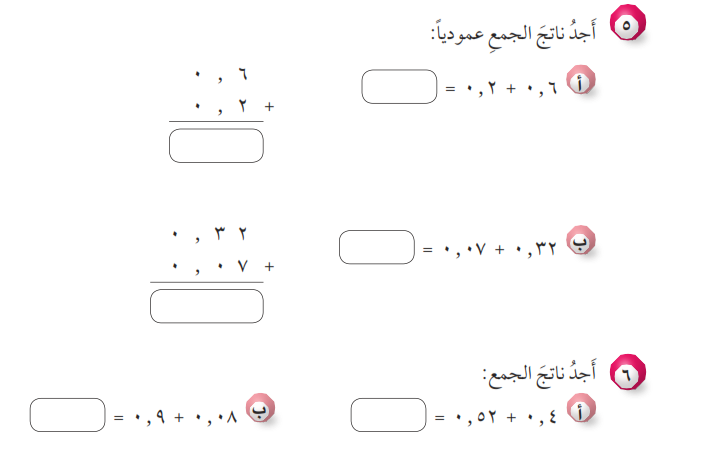 ٥ أَجدُ ناتجَ الجمعِ عمودياً:
أ ٠,٦ + ٠,٢ =
٠ , ٦
٠ , ٢ +
ب ٠,٣٢ + ٠,٠٧ =
٠ , ٣ ٢
٠ , ٠ ٧ +
٦ أَجدُ ناتجَ الجمع:
أ ٠,٤ + ٠,٥٢ =
ب ٠,٠٨ + ٠,٩ =